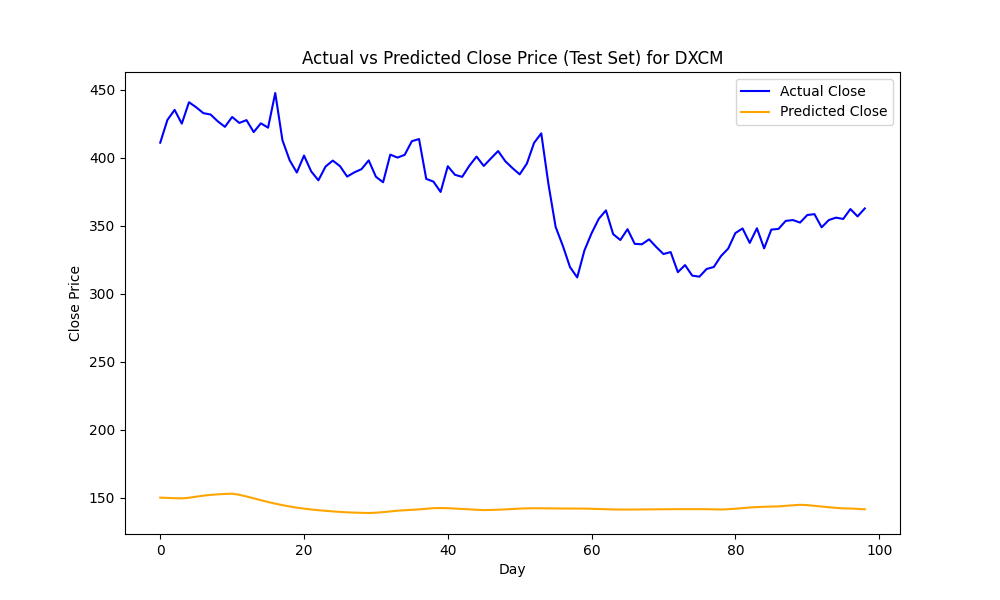 Actual vs Predicted Close Price (Test Set) for DXCM
Actual Close
Predicted Close
Close Price
450
400
350
300
250
200
150
0 20 40 60 80 100
Day